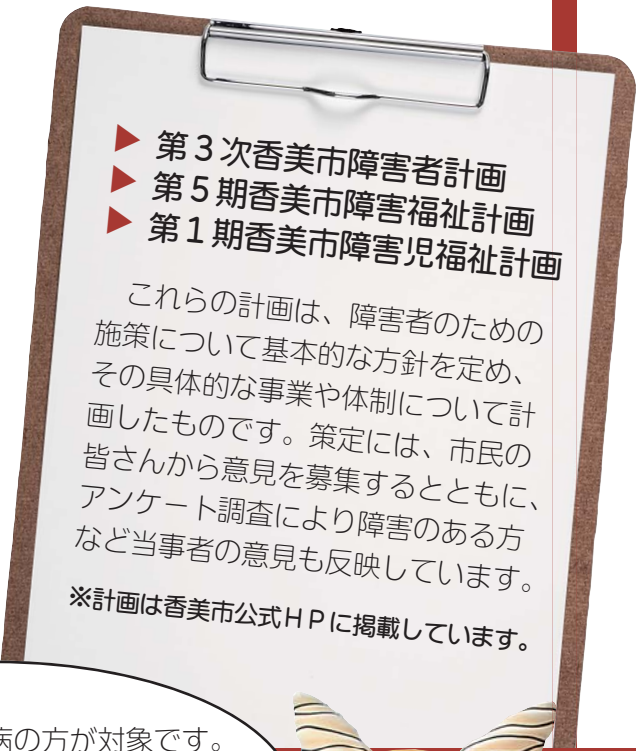 ▶ 第3次香美市障害者計画
▶ 第5期香美市障害福祉計画
▶ 第1期香美市障害児福祉計画
これらの計画は、障害者のための
施策について基本的な方針を定め、
その具体的な事業や体制について計
画したものです。策定には、市民の
皆さんから意見を募集するとともに、
アンケート調査により障害のある方
など当事者の意見も反映しています。
※計画は香美市公式HPに掲載しています。
病の方が対象です。